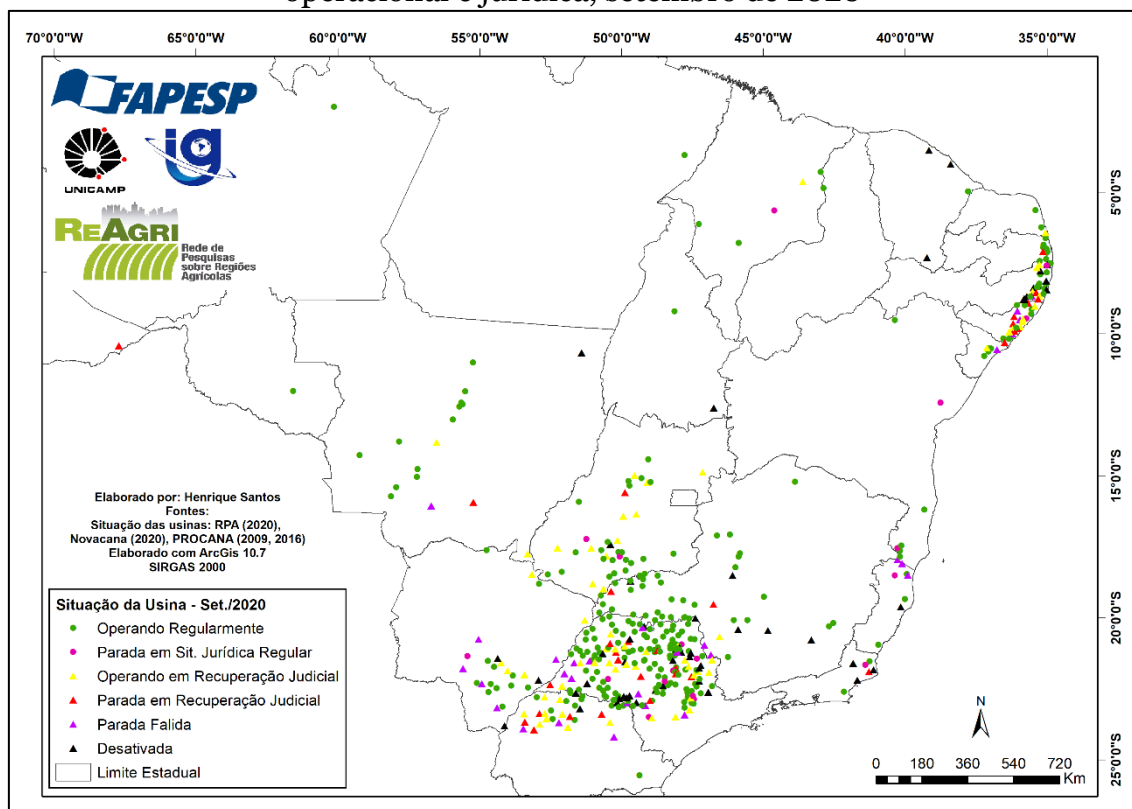 operacional e jurídica, setembro de 2020
70°0'0"W 65°0'0"W 60°0'0"W 55°0'0"W 50°0'0"W 45°0'0"W 40°0'0"W 35°0'0"W
FAPESP
UNICAMP
ig
REAGRI
Rede de
Pesquisas
sobre Regiões
Agrícolas
5°0'0"S
10°0'0"S
15°0'0"S
20°0'0"S
25°0'0"S
Elaborado por: Henrique Santos
Fontes:
Situação das usinas: RPA (2020),
Novacana (2020), PROCANA (2009, 2016)
Elaborado com ArcGis 10.7
SIRGAS 2000
Situação da Usina - Set./2020
Operando Regularmente
Parada em Sit. Jurídica Regular
Operando em Recuperação Judicial
Parada em Recuperação Judicial
Parada Falida
Desativada
Limite Estadual
N
0 180 360 540 720
Km